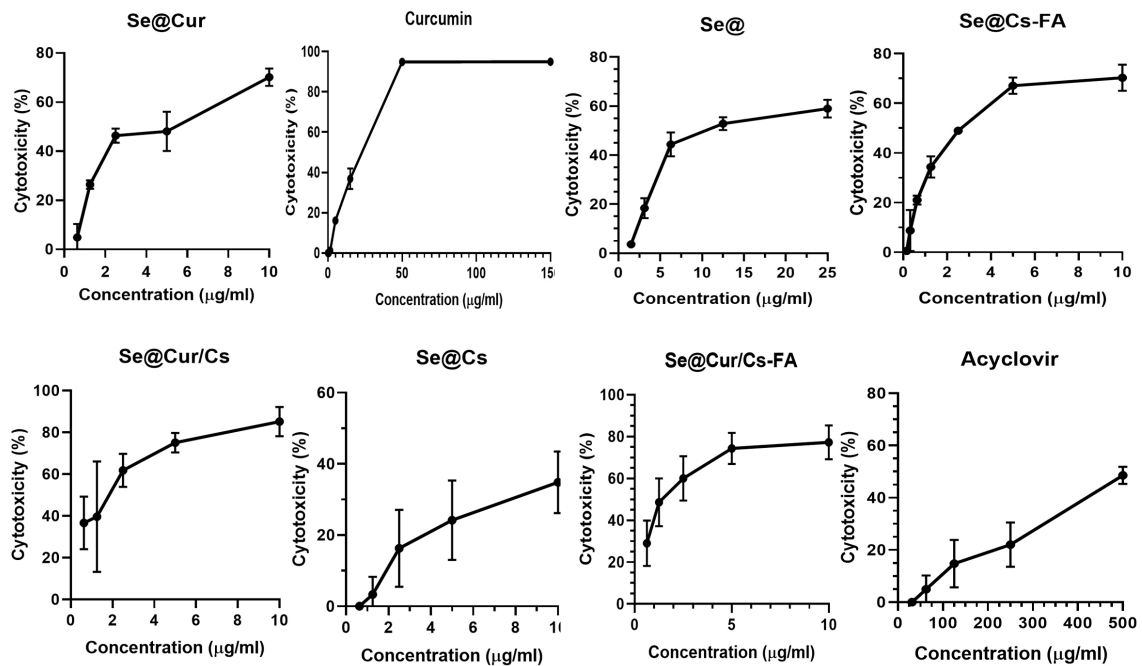 Se@Cur
Cytotoxicity (%)
80
60
40
20
0
0 2 4 6 8 10
Concentration (μg/ml)
Curcumin
Cytotoxicity (%)
100
80
60
40
20
0
0 50 100 15
Concentration (μg/ml)
Se@
Cytotoxicity (%)
80
60
40
20
0
0 5 10 15 20 25
Concentration (μg/ml)
Se@Cs-FA
Cytotoxicity (%)
80
60
40
20
0
0 2 4 6 8 10
Concentration (μg/ml)
Se@Cur/Cs
Cytotoxicity (%)
100
80
60
40
20
0
0 2 4 6 8 10
Concentration (μg/ml)
Se@Cs
Cytotoxicity (%)
60
40
20
0
0 2 4 6 8 10
Concentration (μg/ml)
Se@Cur/Cs-FA
Cytotoxicity (%)
100
80
60
40
20
0
0 5 10
Concentration (μg/ml)
Acyclovir
Cytotoxicity (%)
80
60
40
20
0
0 100 200 300 400 500
Concentration (μg/ml)